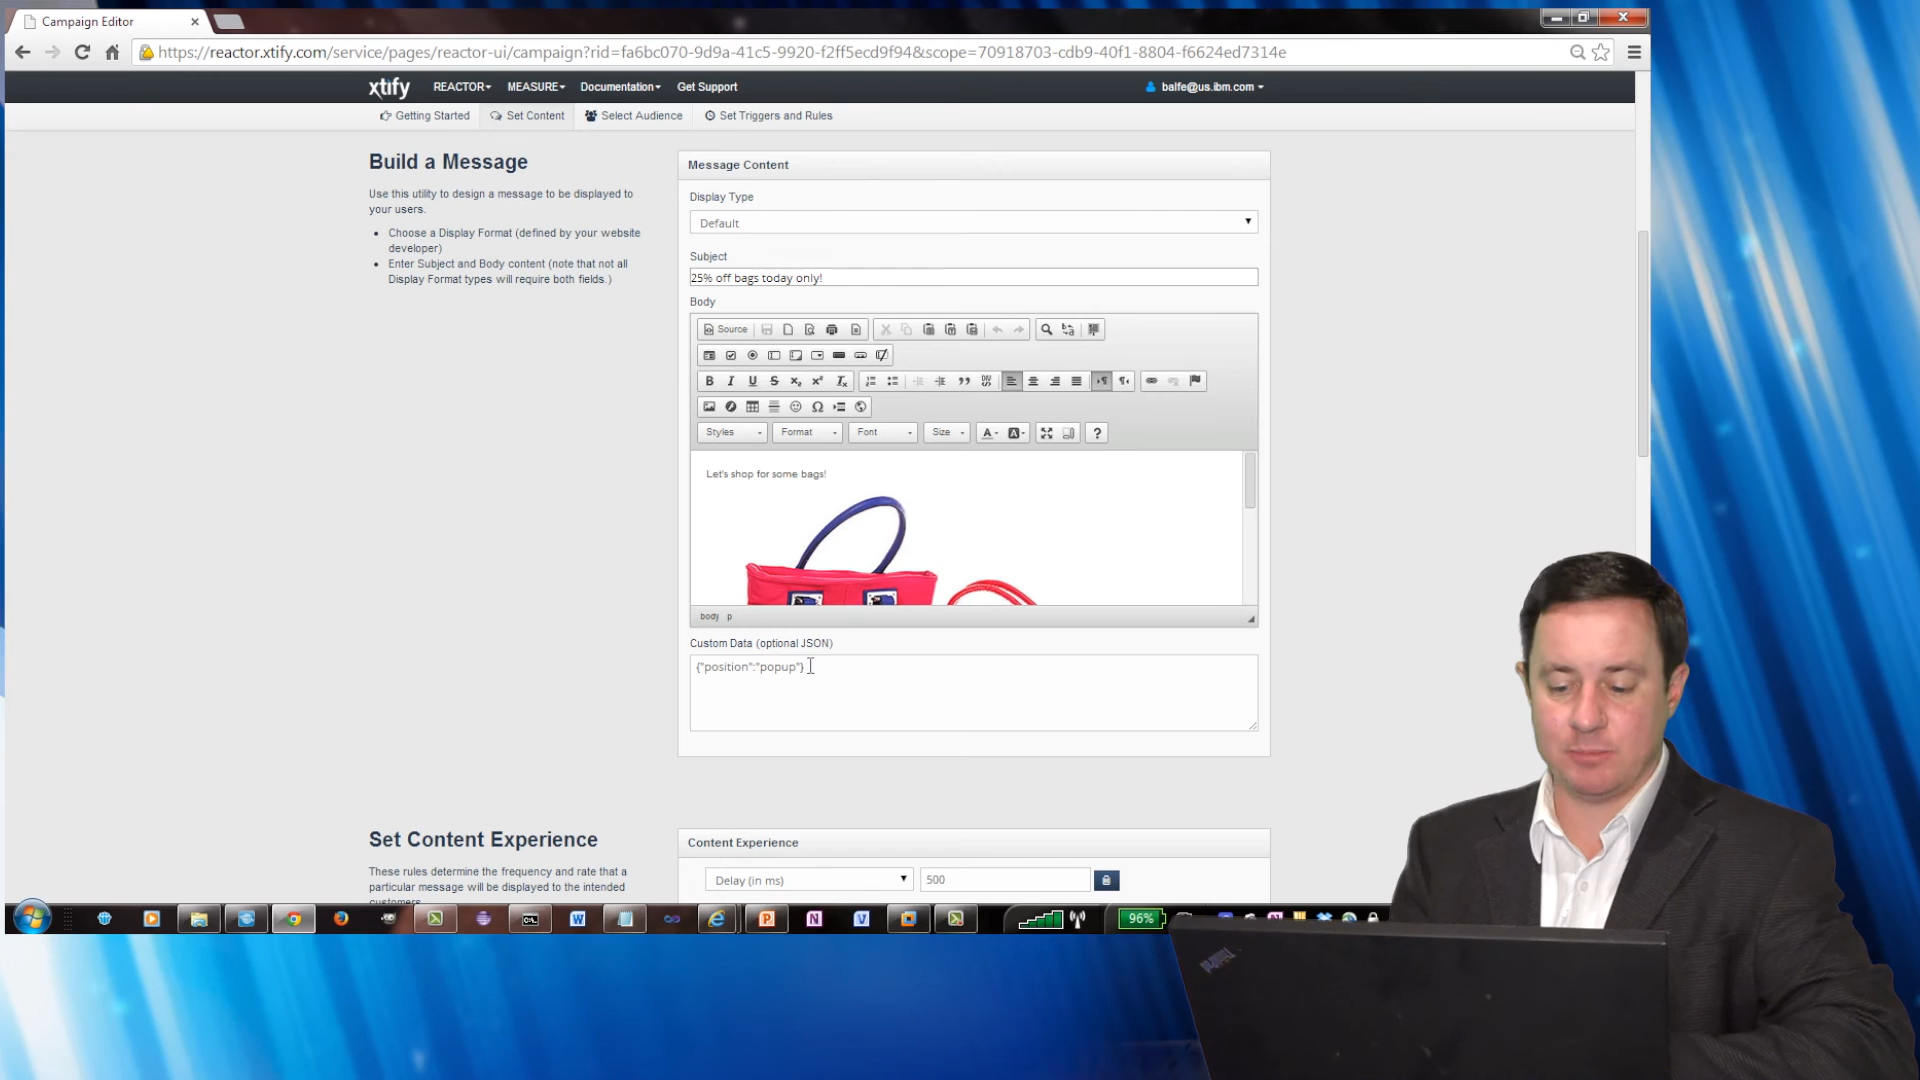 Campaign Editor
https://reactor.xtify.com/service/pages/reactor-ui/campaign?rid=fa6bc070-9d9a-41c5-9920-f2ff5ecd9f94&scope=70918703-cdb9-40f1-8804-f6624ed7314e
xtify REACTOR MEASURE Documentation Get Support balfe@us.ibm.com
Getting Started Set Content Select Audience Set Triggers and Rules
Build a Message
Use this utility to design a message to be displayed to
your users.
Choose a Display Format (defined by your website
developer)
Enter Subject and Body content (note that not all
Display Format types will require both fields.)
Message Content
Display Type
Default
Subject
25% off bags today only!
Body
Source
Styles Format Font Size
Let's shop for some bags!
body p
Custom Data (optional JSON)
{"position":"popup"}
Set Content Experience
These rules determine the frequency and rate that a
particular message will be displayed to the intended
customers.
Content Experience
Delay (in ms) 500
96%